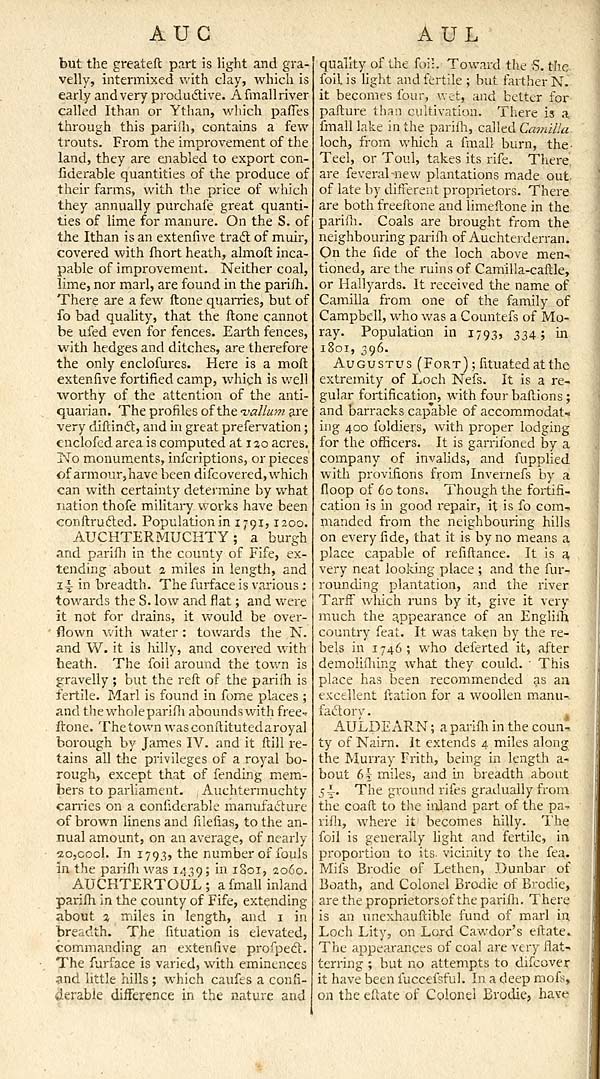 AUC
but the greateſt part is light and gra-
velly, intermixed with clay, which is
early and very productive. A ſmall river
called Ithan or Ythan, which paſſes
through this pariſh, contains a few
trouts. From the improvement of the
land, they are enabled to export con-
ſiderable quantities of the produce of
their farms, with the price of which
they annually purchaſe great quanti-
ties of lime for manure. On the S. of
the Ithan is an extenſive tract of muir,
covered with ſhort heath, almoſt inca-
pable of improvement. Neither coal,
lime, nor marl, are found in the pariſh.
There are a few ſtone quarries, but of
ſo bad quality, that the ſtone cannot
be uſed even for fences. Earth fences,
with hedges and ditches, are therefore
the only encloſures. Here is a moſt
extenſive fortified camp, which is well
worthy of the attention of the anti-
quarian. The profiles of the vallum are
very diſtinct, and in great preſervation;
encloſed area is computed at 120 acres.
No monuments, inſcriptions, or pieces
of armour, have been diſcovered, which
can with certainty determine by what
nation thoſe military works have been
conſtructed. Population in 1791, 1200.
AUCHTERMUCHTY; a burgh
and pariſh in the county of Fife, ex-
tending about 2 miles in length, and
1½ in breadth. The ſurface is various:
towards the S. low and flat; and were
it not for drains, it would be over-
flown with water: towards the N.
and W. it is hilly, and covered with
heath. The ſoil around the town is
gravelly; but the reſt of the pariſh is
fertile. Marl is found in ſome places;
and the whole pariſh abounds with free-
ſtone. The town was conſtituted a royal
borough by James IV. and it ſtill re-
tains all the privileges of a royal bo-
rough, except that of ſending mem-
bers to parliament. Auchtermuchty
carries on a conſiderable manufacture
of brown linens and ſileſias, to the an-
nual amount, on an average, of nearly
20,000l. In 1793, the number of ſouls
in the pariſh was 1439; in 1801, 2060.
AUCHTERTOUL; a ſmall inland
pariſh in the county of Fife, extending
about 2 miles in length, and 1 in
breadth. The ſituation is elevated,
commanding an extenſive proſpect.
The ſurface is varied, with eminences
and little hills; which cauſes a conſi-
derable difference in the nature and
AUL
quality of the ſoil. Toward the S. the
ſoil is light and fertile; but farther N.
it becomes ſour, wet, and better for
paſture than cultivation. There is a
ſmall lake in the pariſh, called Camilla
loch, from which a ſmall burn, the
Teel, or Toul, takes its riſe. There
are ſeveral new plantations made out
of late by different proprietors. There
are both freeſtone and limeſtone in the
pariſh. Coals are brought from the
neighbouring pariſh of Auchterderran.
On the ſide of the loch above men-
tioned, are the ruins of Camilla-caſtle,
or Hallyards. It received the name of
Camilla from one of the family of
Campbell, who was a Counteſs of Mo-
ray. Population in 1793, 334; in
1801, 396.
AUGUSTUS (FORT); ſituated at the
extremity of Loch Neſs. It is a re-
gular fortification, with four baſtions;
and barracks capable of accommodat-
ing 400 ſoldiers, with proper lodging
for the officers. It is garriſoned by a
company of invalids, and ſupplied
with proviſions from Inverneſs by a
ſloop of 60 tons. Though the fortifi-
cation is in good repair, it is ſo com-
manded from the neighbouring hills
on every ſide, that it is by no means a
place capable of reſiſtance. It is a
very neat looking place; and the ſur-
rounding plantation, and the river
Tarff which runs by it, give it very
much the appearance of an Engliſh
country ſeat. It was taken by the re-
bels in 1746; who deſerted it, after
demoliſhing what they could. This
place has been recommended as an
excellent ſtation for a woollen manu-
factory.
AULDEARN; a pariſh in the coun-
ty of Nairn. It extends 4 miles along
the Murray Frith, being in length a-
bout 6½ miles, and in breadth about
5½. The ground riſes gradually from
the coaſt to the inland part of the pa-
riſh, where it becomes hilly. The
ſoil is generally light and fertile, in
proportion to its vicinity to the ſea.
Miſs Brodie of Lethen, Dunbar of
Boath, and Colonel Brodie of Brodie,
are the proprietors of the pariſh. There
is an unexhauſtible fund of marl in
Loch Lity, on Lord Cawdor's eſtate.
The appearances of coal are very flat-
terring; but no attempts to diſcover
it have been ſucceſsful. In a deep moſs,
on the eſtate of Colonel Brodie, have